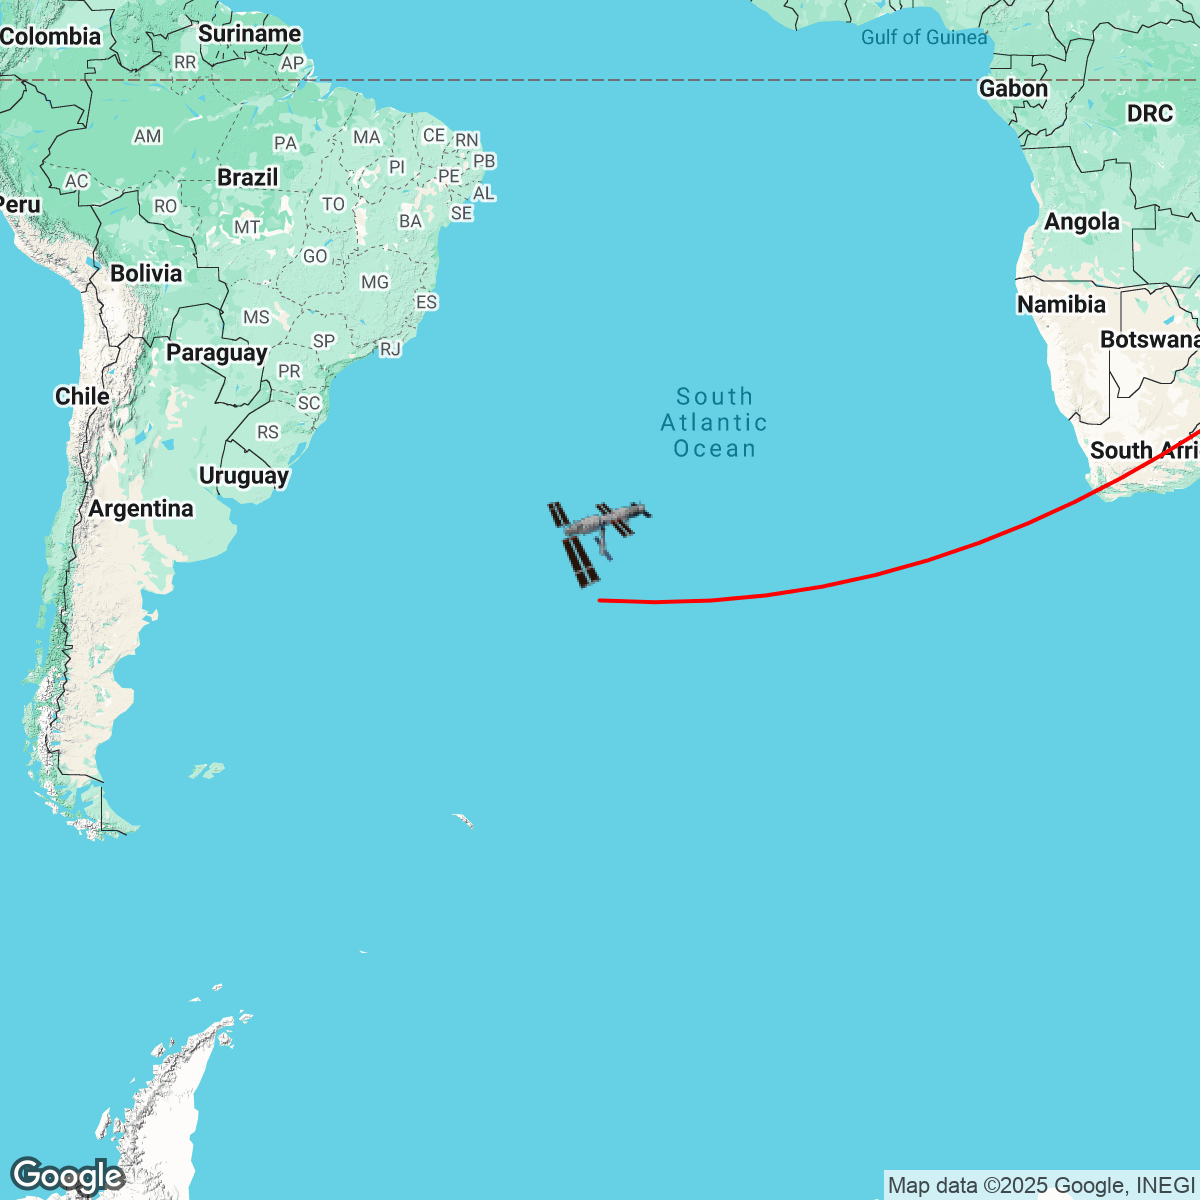 Colombia
Suriname
Gulf of Guinea
RR
AP
Gabon
DRC
AM
PA
MA
CE
RN
PI
PB
PE
AC
Brazil
AL
Peru
RO
TO
SE
BA
MT
Angola
GO
Bolivia
MG
ES
Namibia
MS
SP
RJ
Botswana
Paraguay
PR
Chile
SC
South
Atlantic
Ocean
RS
South Afri
Uruguay
Argentina
Google
Map data ©2025 Google, INEGI